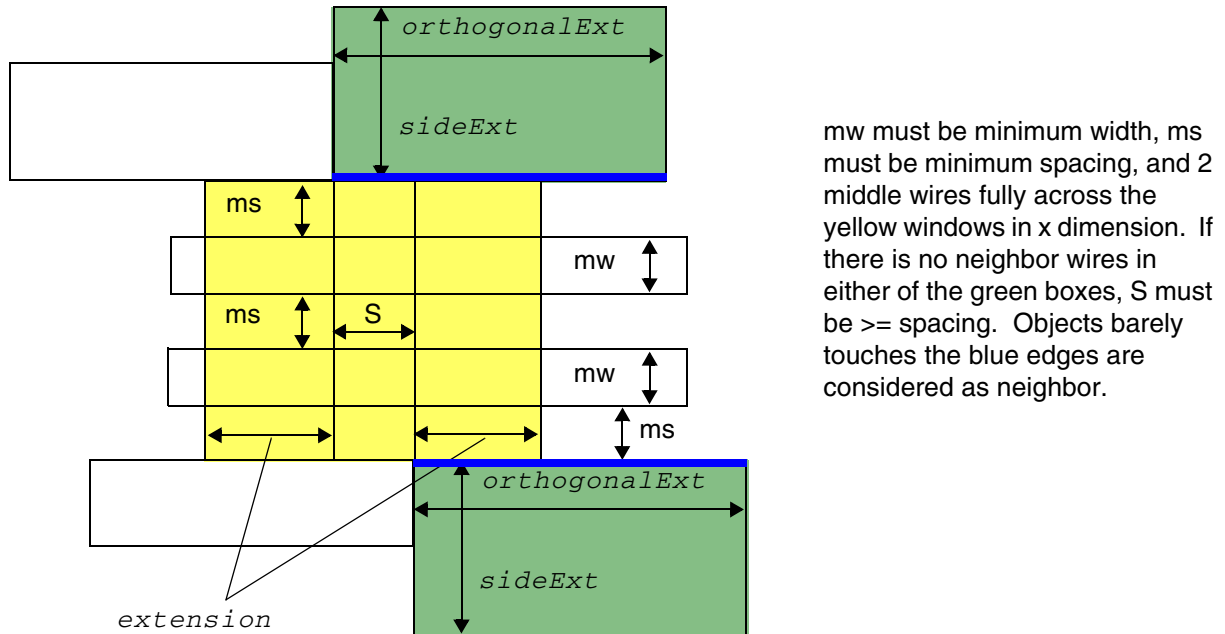 orthogonalExt
sideExt
ms
mw
ms
S
mw
ms
orthogonalExt
sideExt
extension
mw must be minimum width, ms
must be minimum spacing, and 2
middle wires fully across the
yellow windows in x dimension. If
there is no neighbor wires in
either of the green boxes, S must
be >= spacing. Objects barely
touches the blue edges are
considered as neighbor.